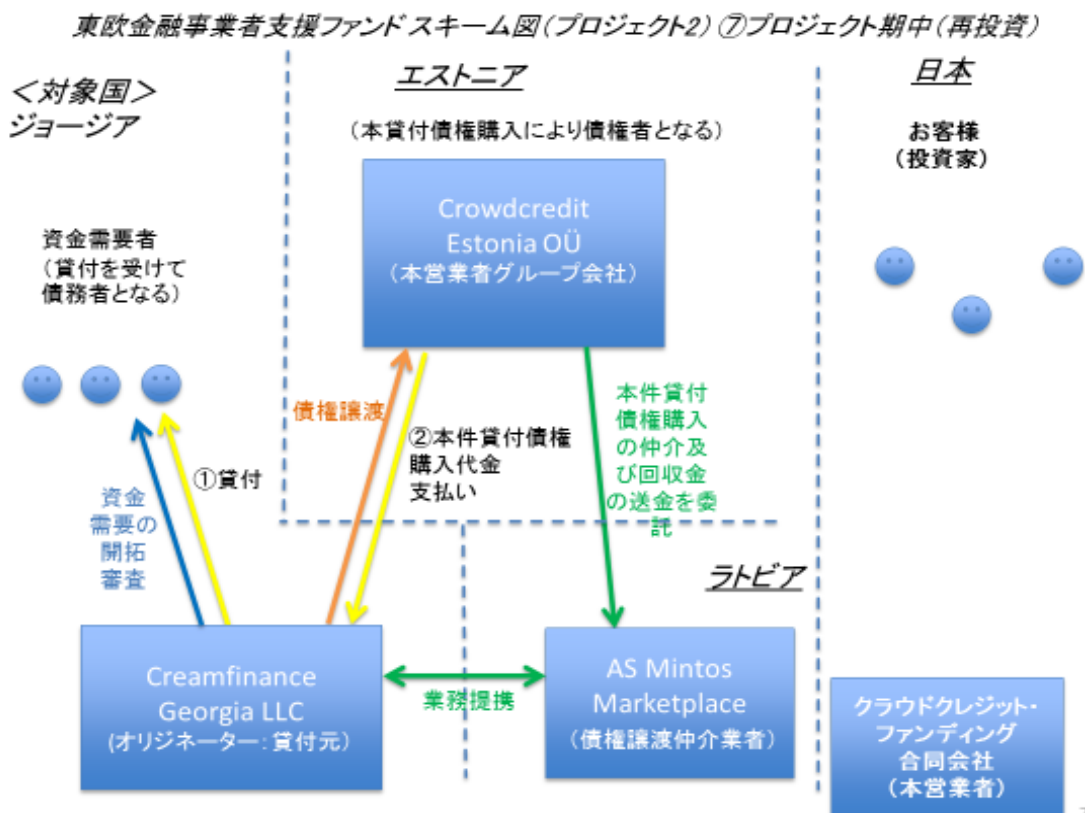 東欧金融事業者支援ファンド スキーム図(プロジェクト2) ⑦プロジェクト期中(再投資)
＜対象国＞
ジョージア
エストニア
日本
(本貸付債権購入により債権者となる)
お客様
(投資家)
Crowdcredit
Estonia OÜ
(本営業者グループ会社)
資金需要者
(貸付を受けて
債務者となる)
債権譲渡
②本件貸付債権
購入代金
支払い
本件貸付
債権購入
の仲介及
び回収金
の送金を委
託
①貸付
資金
需要の
開拓
審査
ラトビア
Creamfinance
Georgia LLC
(オリジネーター：貸付元)
業務提携
AS Mintos
Marketplace
(債権譲渡仲介業者)
クラウドクレジット・
ファンディング
合同会社
(本営業者)